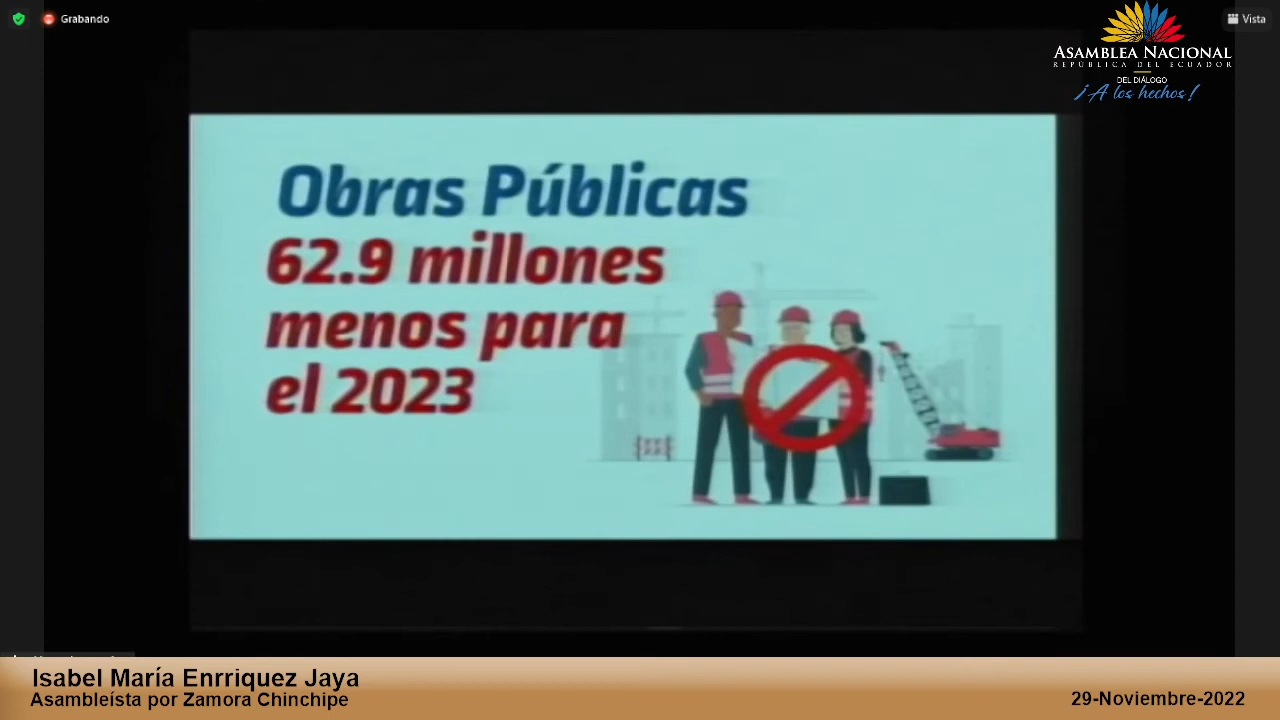 Grabando
Vista
ASAMBLEA NACIONAL
REPÚBLICA DEL ECUADOR
DEL DIÁLOGO
¡A los hechos!
Obras Públicas
62.9 millones
menos para
el 2023
Isabel María Enrriquez Jaya
Asambleísta por Zamora Chinchipe
29-Noviembre-2022